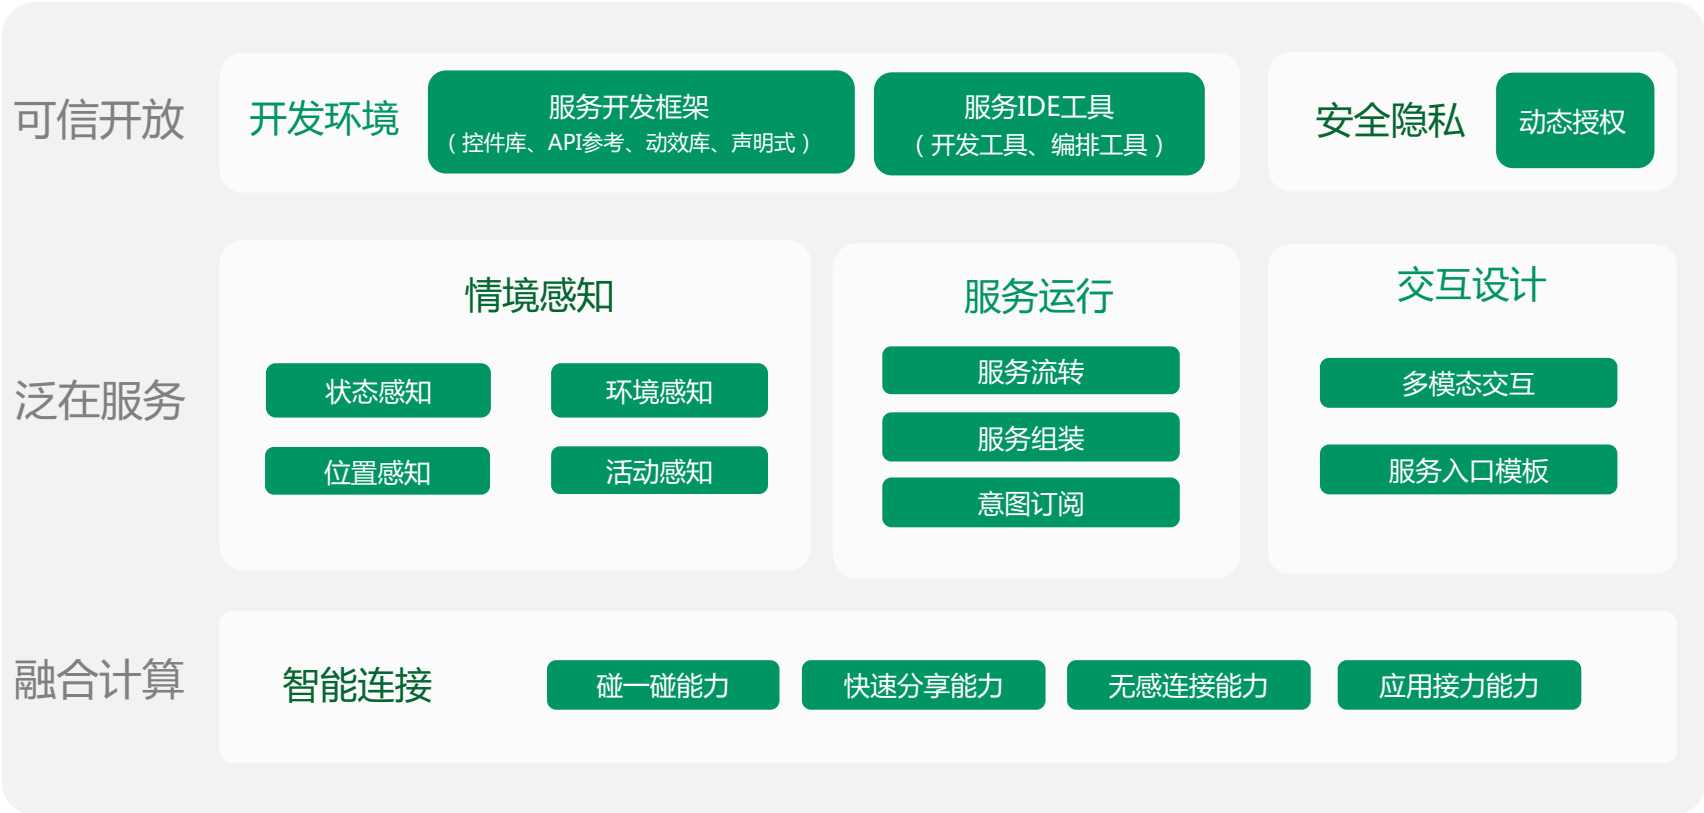 可信开放
开发环境
服务开发框架
（控件库、API参考、动效库、声明式）
服务IDE工具
（开发工具、编排工具）
安全隐私
动态授权
泛在服务
情境感知
状态感知
环境感知
位置感知
活动感知
服务运行
服务流转
服务组装
意图订阅
交互设计
多模态交互
服务入口模板
融合计算
智能连接
碰一碰能力
快速分享能力
无感连接能力
应用接力能力